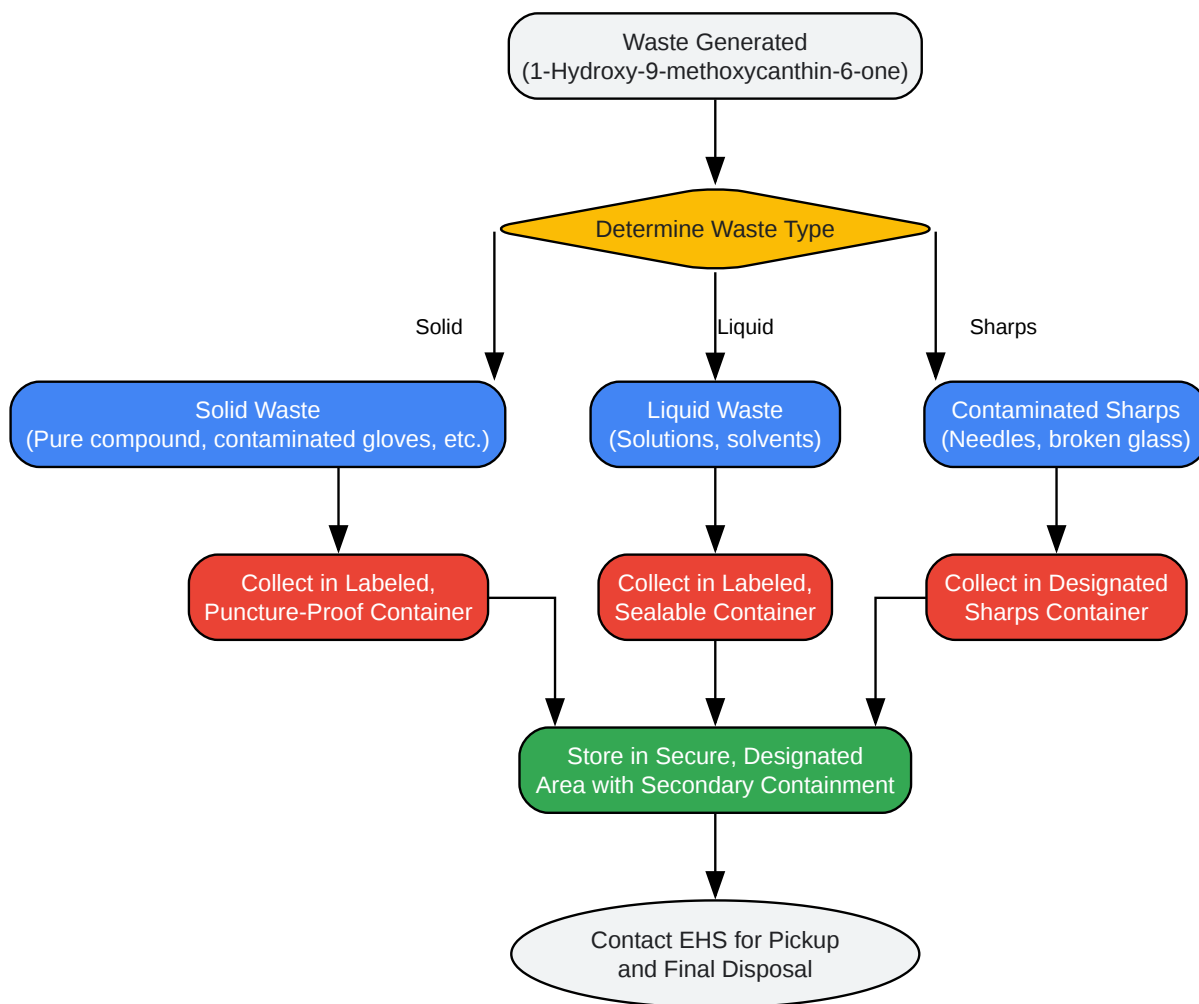 Waste Generated
(1-Hydroxy-9-methoxycanthin-6-one)
Determine Waste Type
Solid
Liquid
Sharps
Solid Waste
(Pure compound, contaminated gloves, etc.)
Liquid Waste
(Solutions, solvents)
Contaminated Sharps
(Needles, broken glass)
Collect in Labeled,
Puncture-Proof Container
Collect in Labeled,
Sealable Container
Collect in Designated
Sharps Container
Store in Secure, Designated
Area with Secondary Containment
Contact EHS for Pickup
and Final Disposal